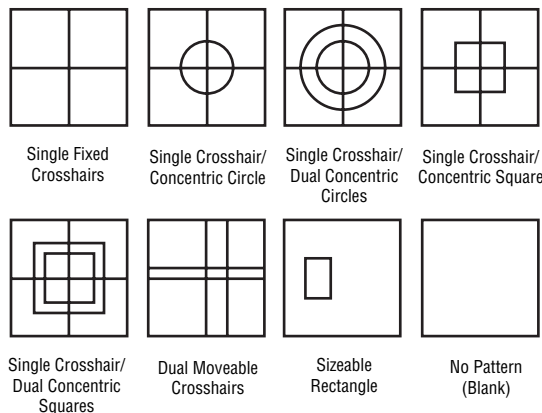 Single Fixed
Crosshairs
Single Crosshair/
Concentric Circle
Single Crosshair/
Dual Concentric
Circles
Single Crosshair/
Concentric Square
Single Crosshair/
Dual Concentric
Squares
Dual Moveable
Crosshairs
Sizeable
Rectangle
No Pattern
(Blank)